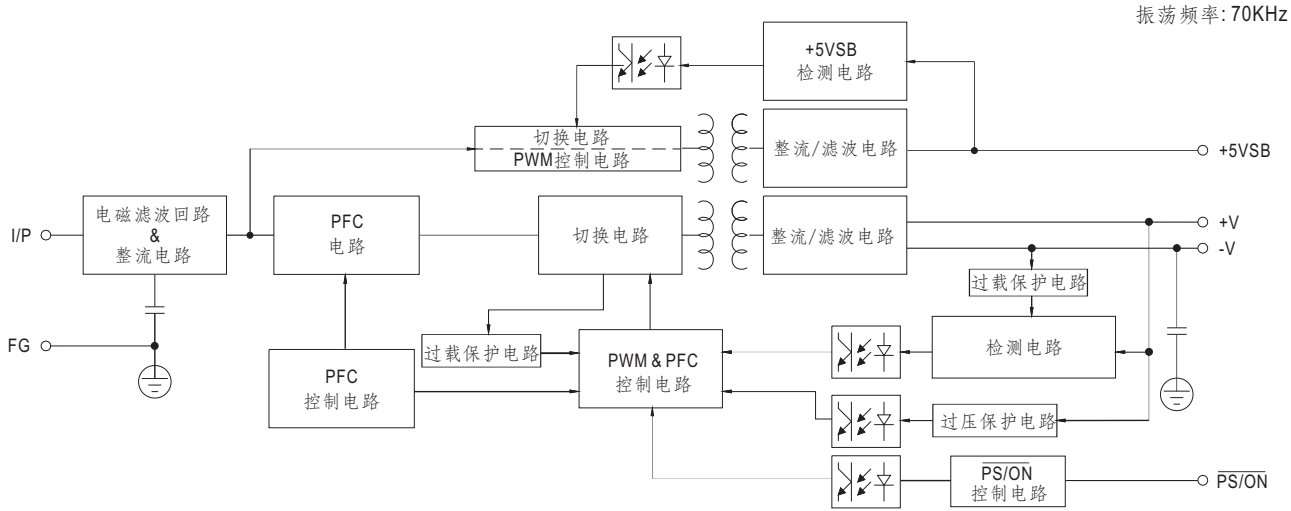 振荡频率: 70KHz
+5VSB
检测电路
切换电路
PWM控制电路
整流/滤波电路
+5VSB
I/P
电磁滤波回路
&
整流电路
PFC
电路
切换电路
整流/滤波电路
+V
-V
过载保护电路
FG
过载保护电路
PWM & PFC
控制电路
检测电路
PFC
控制电路
过压保护电路
PS/ON
控制电路
PS/ON